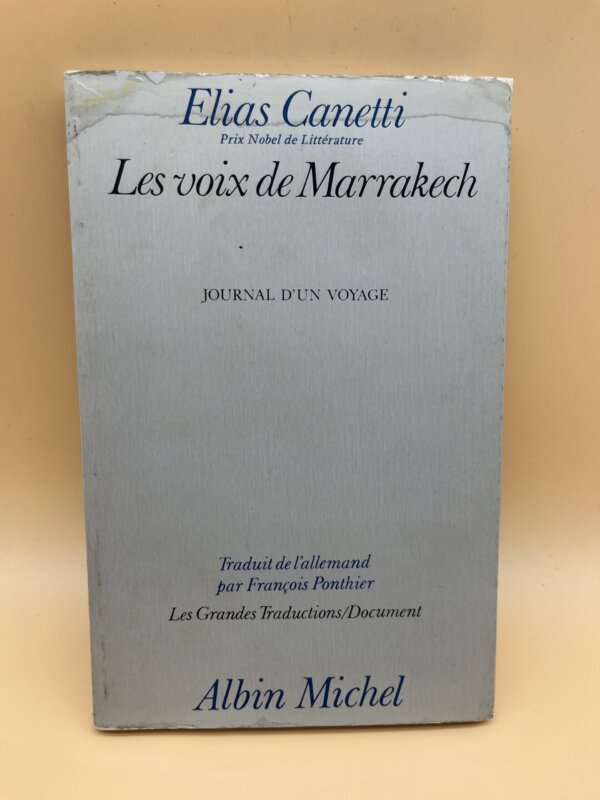 Elias Canetti
Prix Nobel de Littérature
Les voix de Marrakech
JOURNAL D'UN VOYAGE
Traduit de l'allemand
par François Ponthier
Les Grandes Traductions/Document
Albin Michel